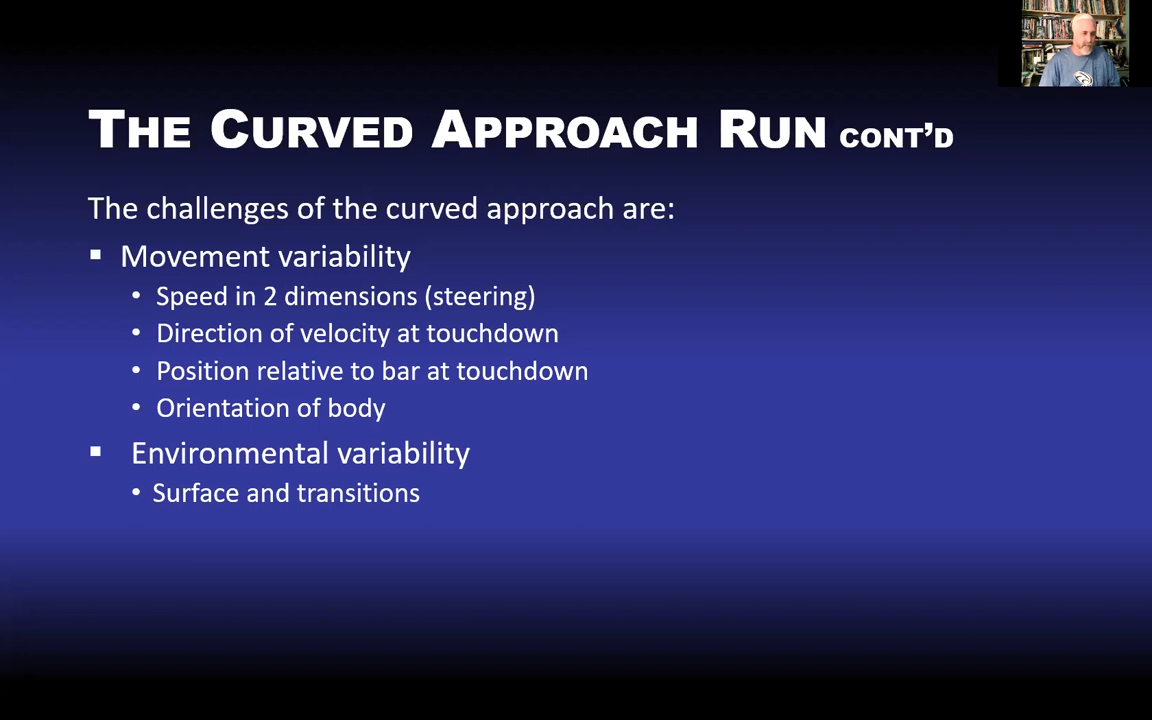 THE CURVED APPROACH RUN CONT'D
The challenges of the curved approach are:
▪ Movement variability
• Speed in 2 dimensions (steering)
• Direction of velocity at touchdown
• Position relative to bar at touchdown
• Orientation of body
▪ Environmental variability
• Surface and transitions